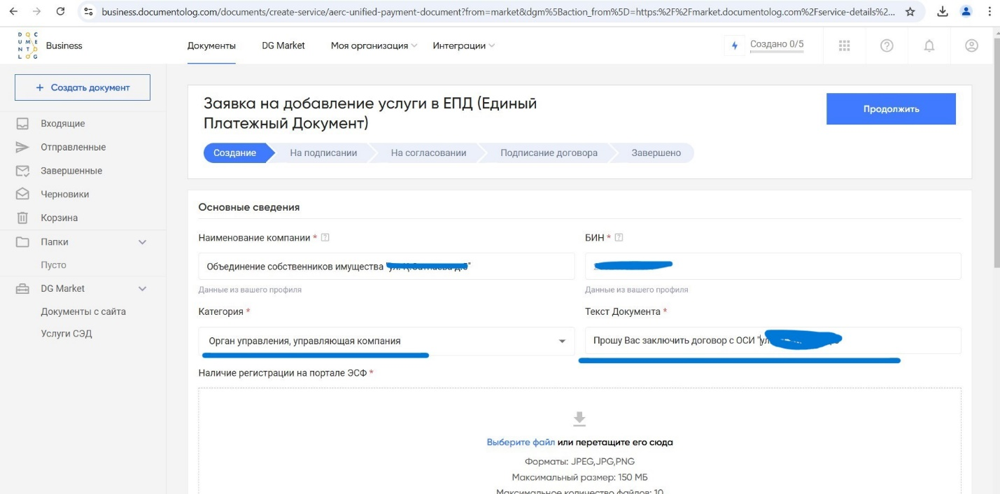 business.documentolog.com/documents/create-service/aerc-unified-payment-document?from=market&dgm%5Baction_from%5D=https:%2F%2Fmarket.documentolog.com%2Fservice-details%2...
DOC
UME
NTD
LOG
Business
Документы
DG Market
Моя организация
Интеграции
Создано 0/5
+ Создать документ
Входящие
Отправленные
Завершенные
Черновики
Корзина
Папки
Пусто
DG Market
Документы с сайта
Услуги СЭД
Заявка на добавление услуги в ЕПД (Единый
Платежный Документ)
Продолжить
Создание
На подписании
На согласовании
Подписание договора
Завершено
Основные сведения
Наименование компании *
БИН *
Объединение собственников имущества "
Данные из вашего профиля
Данные из вашего профиля
Категория *
Текст Документа *
Орган управления, управляющая компания
Прошу Вас заключить договор с ОСИ "ул
Наличие регистрации на портале ЭСФ *
Выберите файл или перетащите его сюда
Форматы: JPEG,JPG,PNG
Максимальный размер: 150 МБ
Максимальное количество файлов: 10